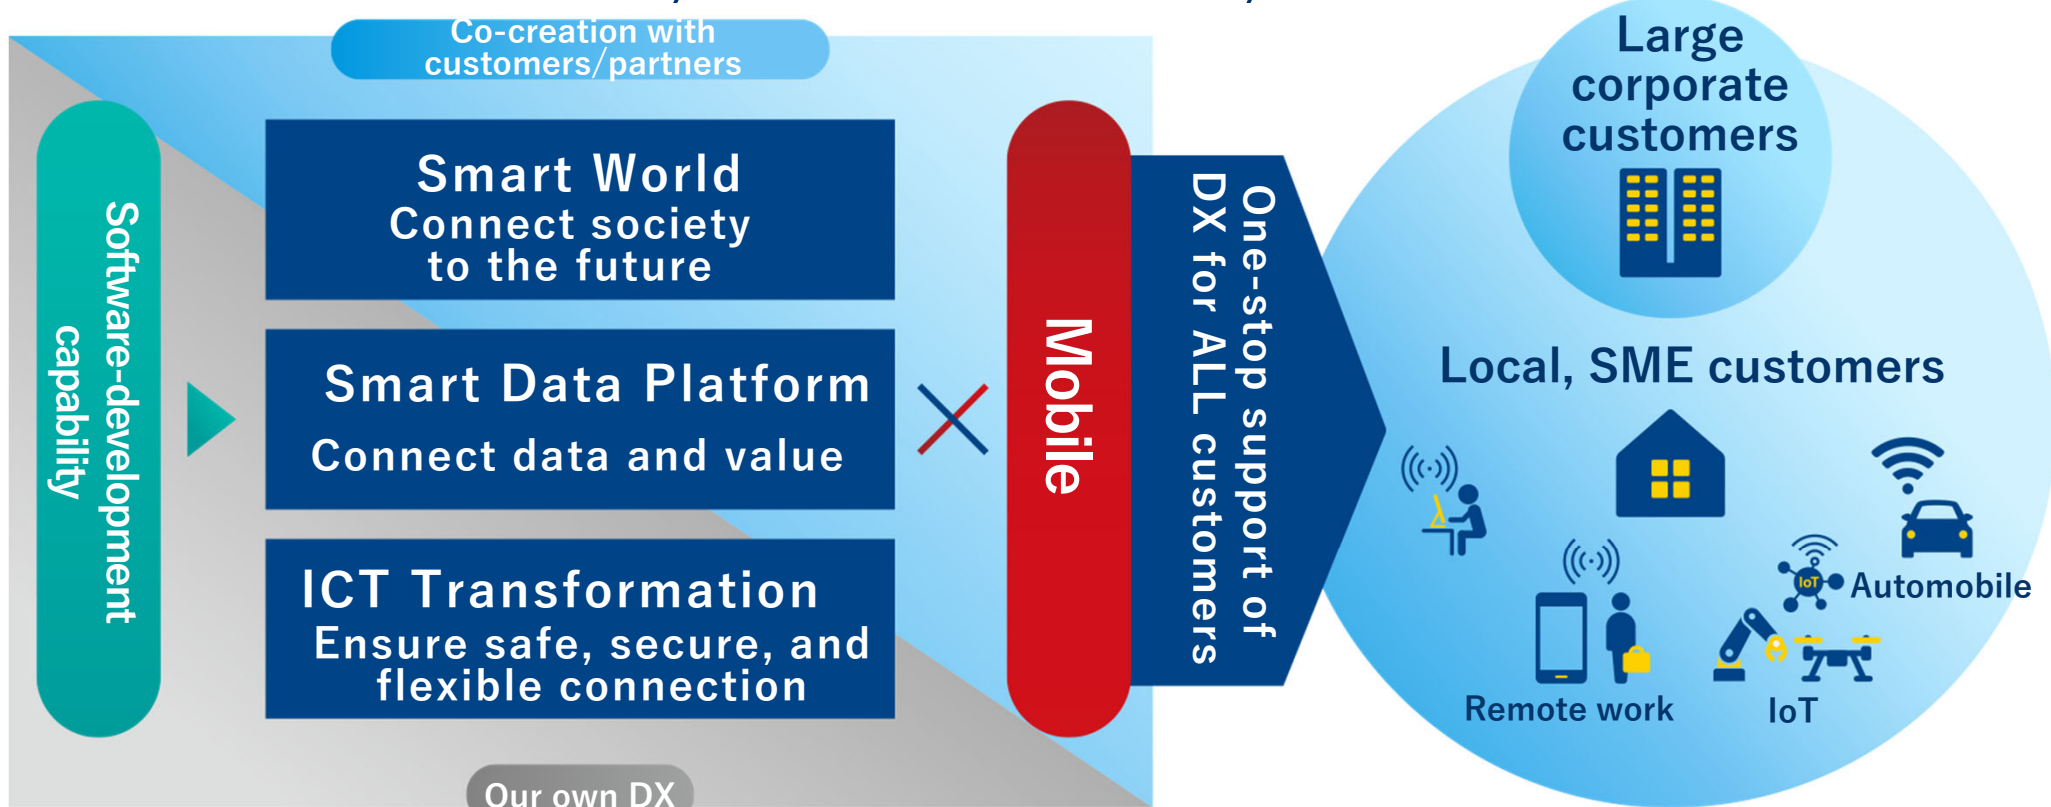 Co-creation with
customers/partners
Software-development
capability
Smart World
Connect society
to the future
Smart Data Platform
Connect data and value
ICT Transformation
Ensure safe, secure, and
flexible connection
Our own DX
Mobile
One-stop support of
DX for ALL customers
Large
corporate
customers
Local, SME customers
IoT
Automobile
Remote work
IoT